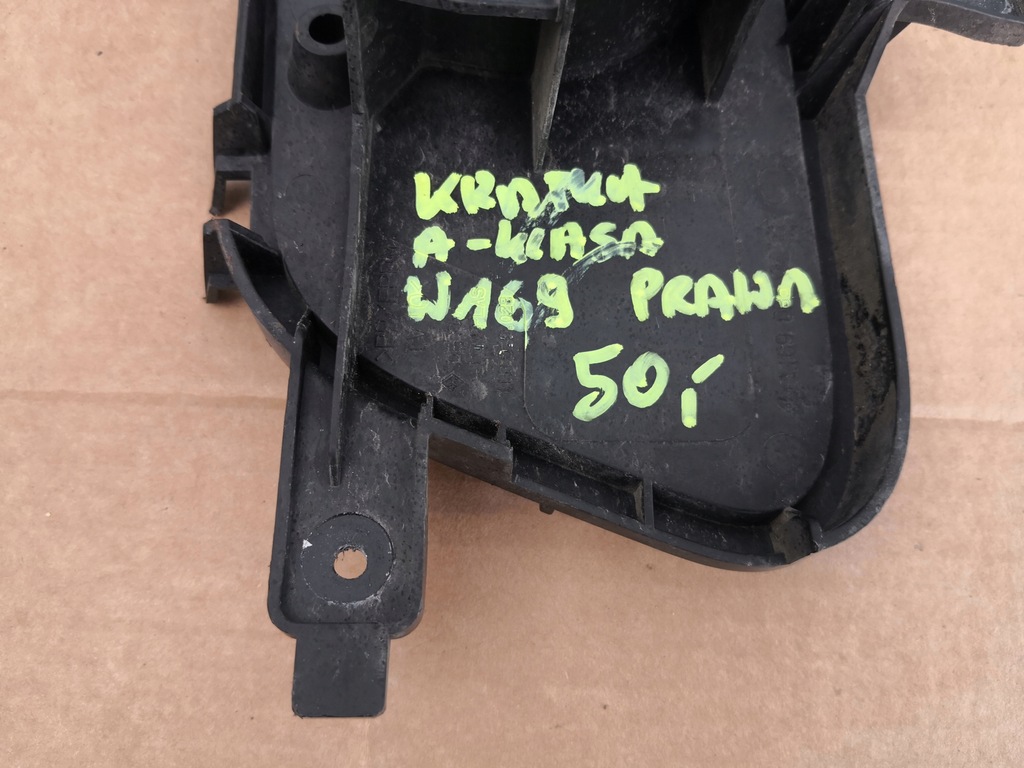 KRATKA
A-KLASA
W169 PRAWA
50,-